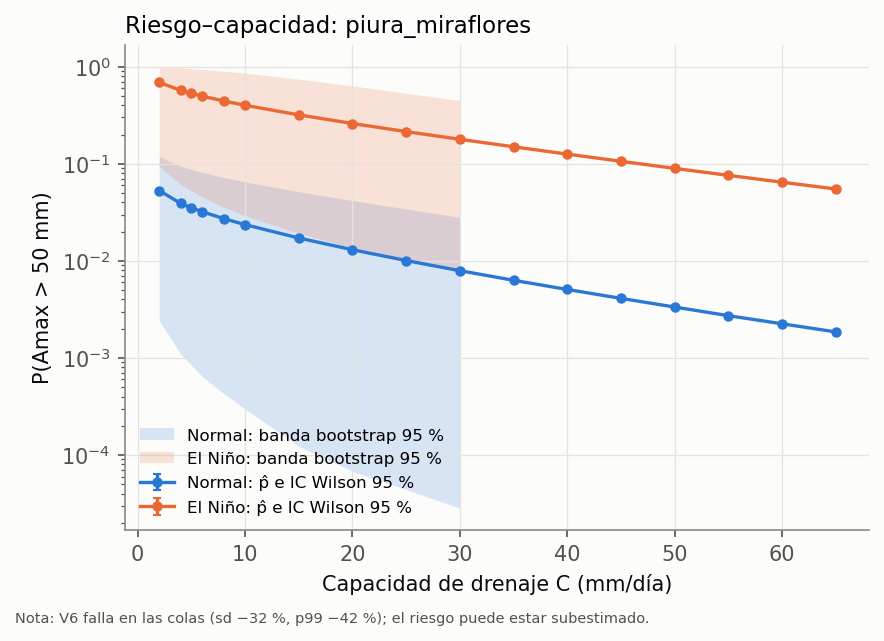 Riesgo–capacidad: piura_miraflores
10⁰
10⁻¹
10⁻²
10⁻³
10⁻⁴
P(Amax > 50 mm)
Normal: banda bootstrap 95 %
El Niño: banda bootstrap 95 %
Normal: p̂ e IC Wilson 95 %
El Niño: p̂ e IC Wilson 95 %
0 10 20 30 40 50 60
Capacidad de drenaje C (mm/día)
Nota: V6 falla en las colas (sd −32 %, p99 −42 %); el riesgo puede estar subestimado.